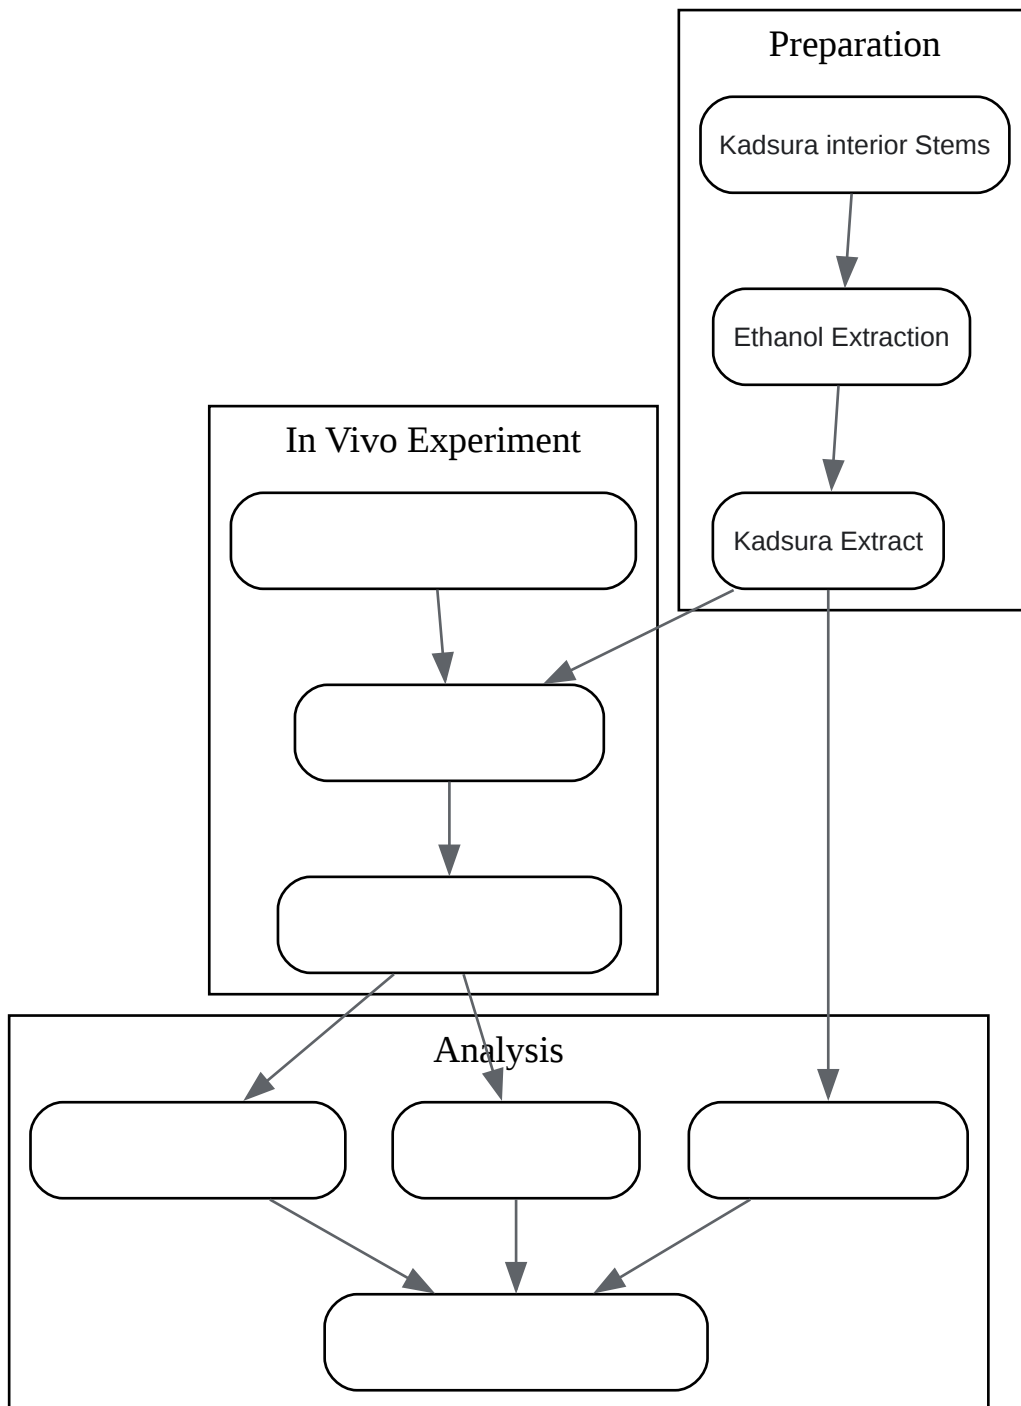 Preparation
Kadsura interior Stems
Ethanol Extraction
Kadsura Extract
In Vivo Experiment
Analysis